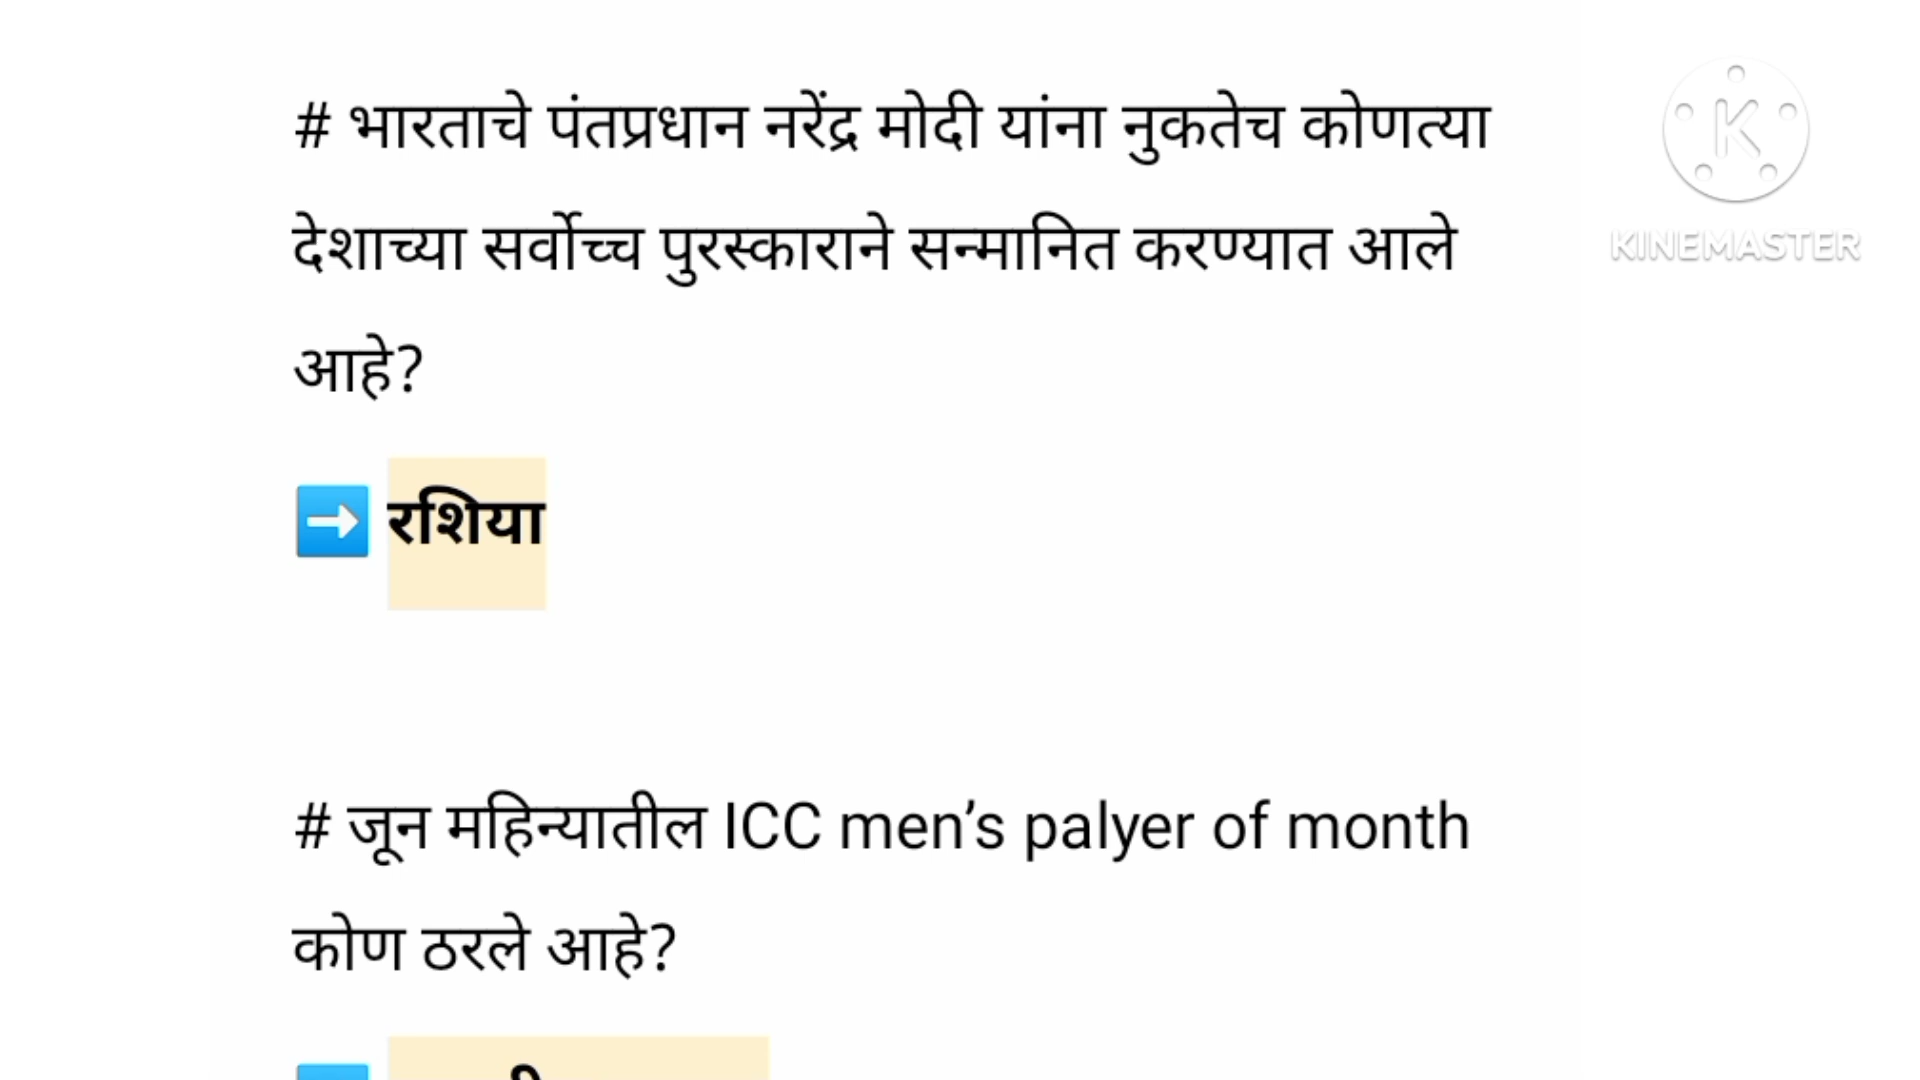 # भारताचे पंतप्रधान नरेंद्र मोदी यांना नुकतेच कोणत्या
देशाच्या सर्वोच्च पुरस्काराने सन्मानित करण्यात आले
आहे?
➡️ रशिया
# जून महिन्यातील ICC men’s palyer of month
कोण ठरले आहे?
K
KINEMASTER